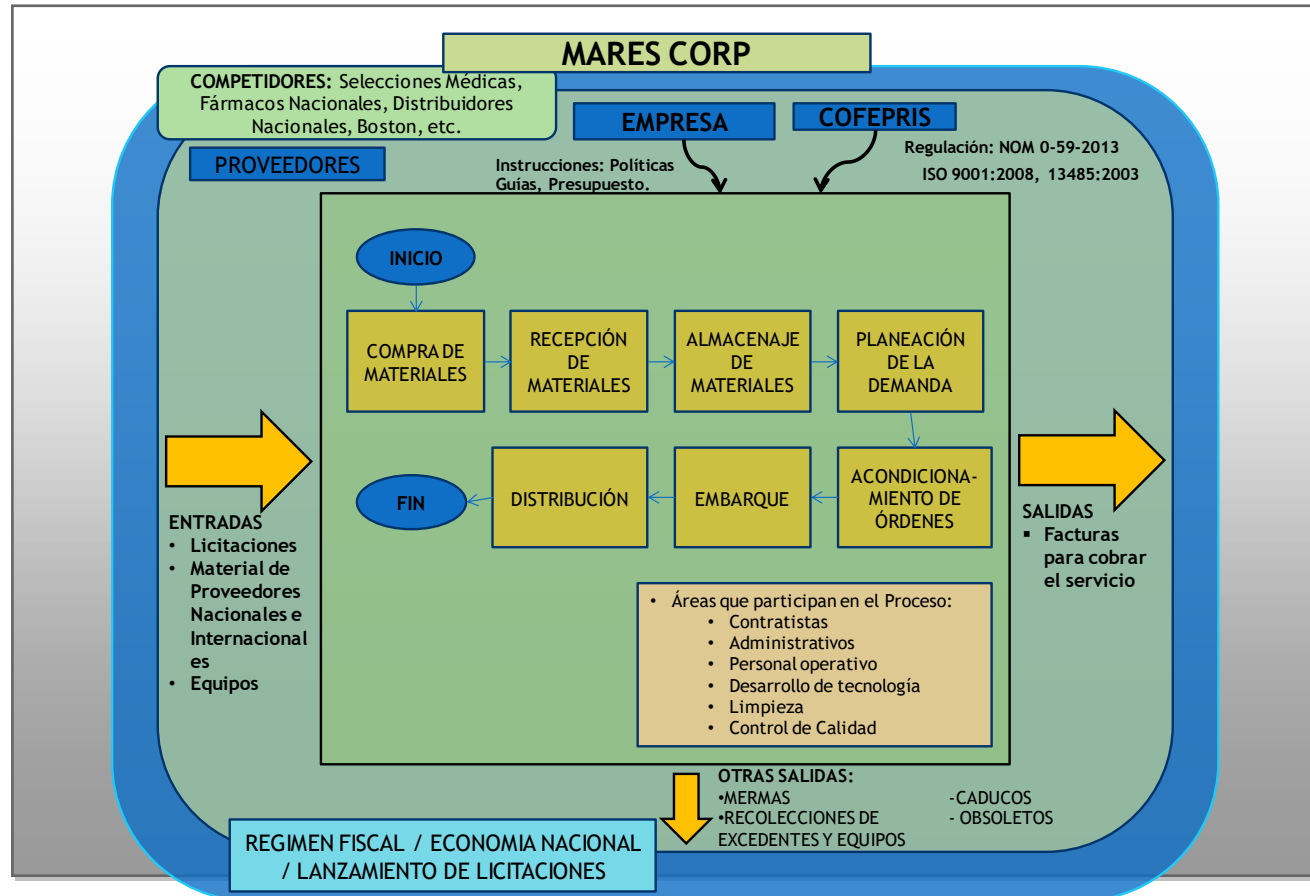 MARES CORP
COMPETIDORES: Selecciones Médicas,
Fármacos Nacionales, Distribuidores
Nacionales, Boston, etc.
EMPRESA
COFEPRIS
PROVEEDORES
Instrucciones: Políticas
Guías, Presupuesto.
Regulación: NOM 0-59-2013
ISO 9001:2008, 13485:2003
INICIO
COMPRA DE
MATERIALES
RECEPCIÓN
DE
MATERIALES
ALMACENAJE
DE
MATERIALES
PLANEACIÓN
DE LA
DEMANDA
FIN
DISTRIBUCIÓN
EMBARQUE
ACONDICIONA-
MIENTO DE
ÓRDENES
ENTRADAS
• Licitaciones
• Material de
Proveedores
Nacionales e
Internacional
es
• Equipos
SALIDAS
▪ Facturas
para cobrar
el servicio
• Áreas que participan en el Proceso:
• Contratistas
• Administrativos
• Personal operativo
• Desarrollo de tecnología
• Limpieza
• Control de Calidad
OTRAS SALIDAS:
•MERMAS -CADUCOS
•RECOLECCIONES DE - OBSOLETOS
EXCEDENTES Y EQUIPOS
REGIMEN FISCAL / ECONOMIA NACIONAL
/ LANZAMIENTO DE LICITACIONES